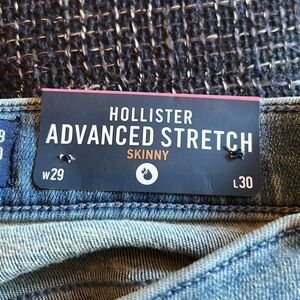 HOLLISTER
ADVANCED STRETCH
SKINNY
W29 L30